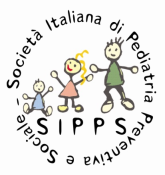 Società Italiana di Pediatria Preventiva e Sociale-
SIPPS